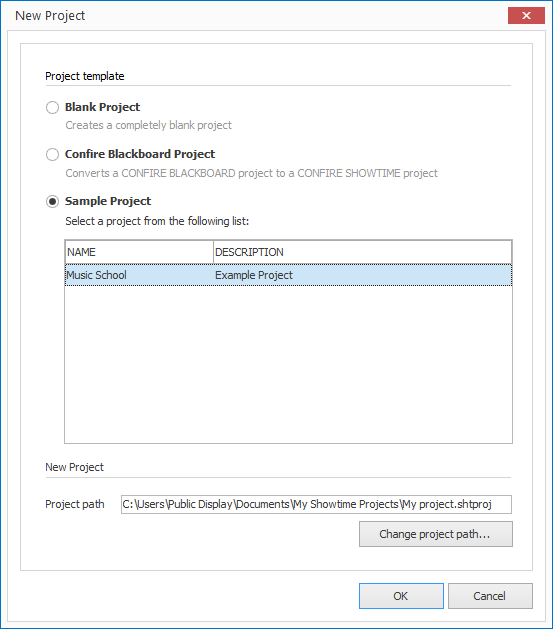 New Project
Project template
Blank Project
Creates a completely blank project
Confire Blackboard Project
Converts a CONFIRE BLACKBOARD project to a CONFIRE SHOWTIME project
Sample Project
Select a project from the following list:
NAME DESCRIPTION
Music School Example Project
New Project
Project path C:\Users\Public Display\Documents\My Showtime Projects\My project.shtproj
Change project path...
OK Cancel